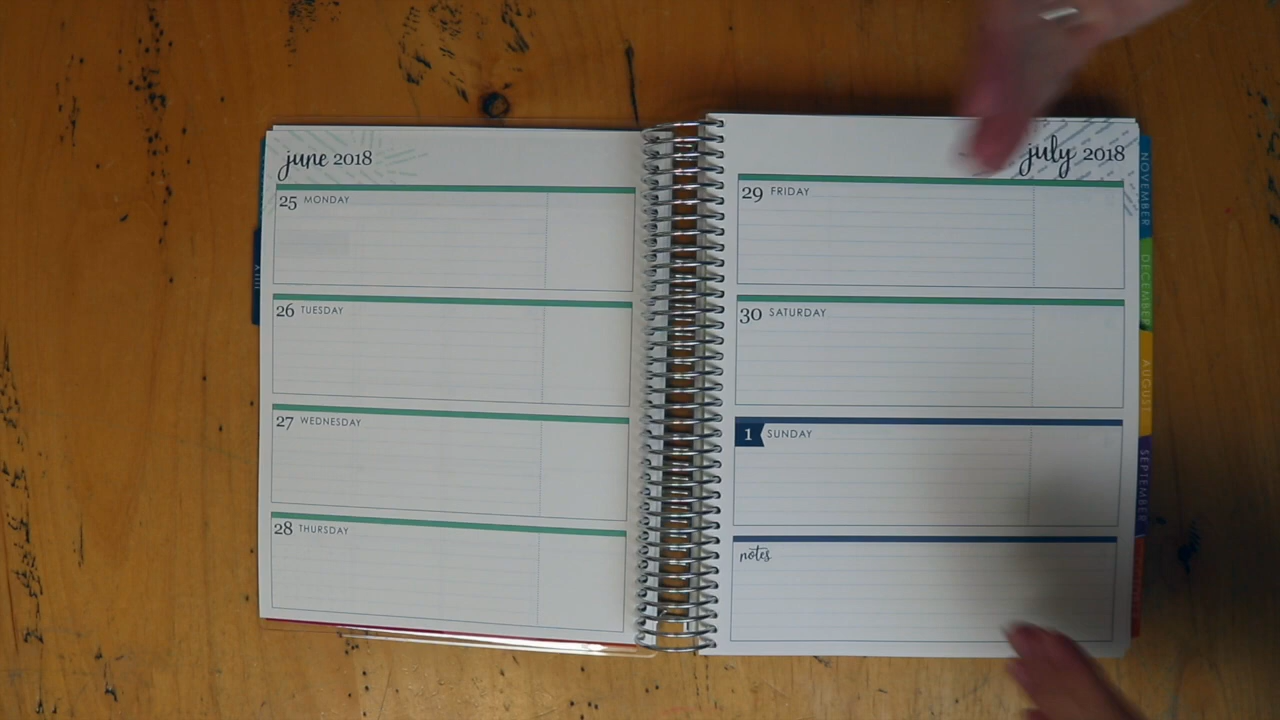 june 2018
25 MONDAY
26 TUESDAY
27 WEDNESDAY
28 THURSDAY
JULY
july 2018
29 FRIDAY
30 SATURDAY
1 SUNDAY
notes
NOVEMBER
DECEMBER
AUGUST
SEPTEMBER